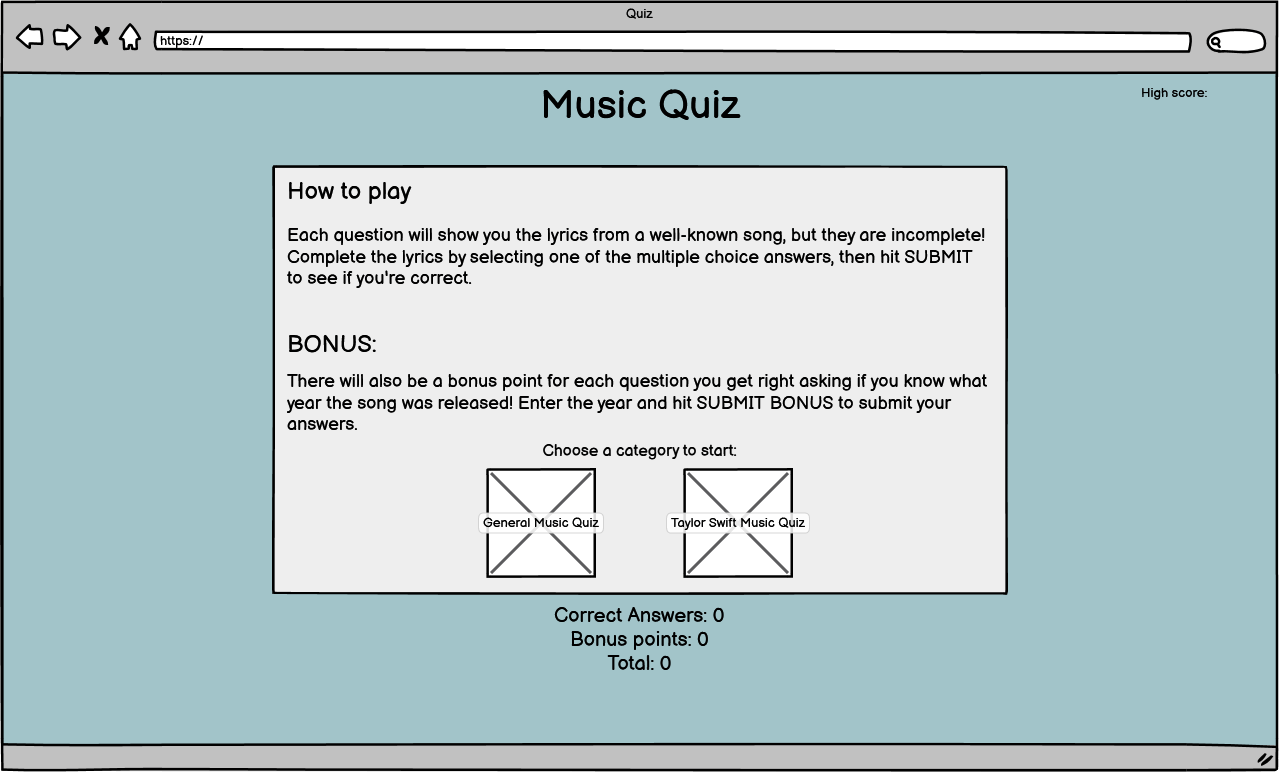 Quiz
https://
Music Quiz
High score:
How to play
Each question will show you the lyrics from a well-known song, but they are incomplete!
Complete the lyrics by selecting one of the multiple choice answers, then hit SUBMIT
to see if you're correct.
BONUS:
There will also be a bonus point for each question you get right asking if you know what
year the song was released! Enter the year and hit SUBMIT BONUS to submit your
answers.
Choose a category to start:
General Music Quiz
Taylor Swift Music Quiz
Correct Answers: 0
Bonus points: 0
Total: 0